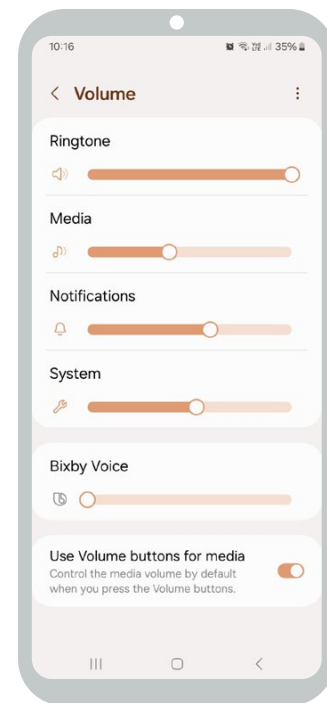 10:16
35%
Volume
Ringtone
Media
Notifications
System
Bixby Voice
Use Volume buttons for media
Control the media volume by default
when you press the Volume buttons.